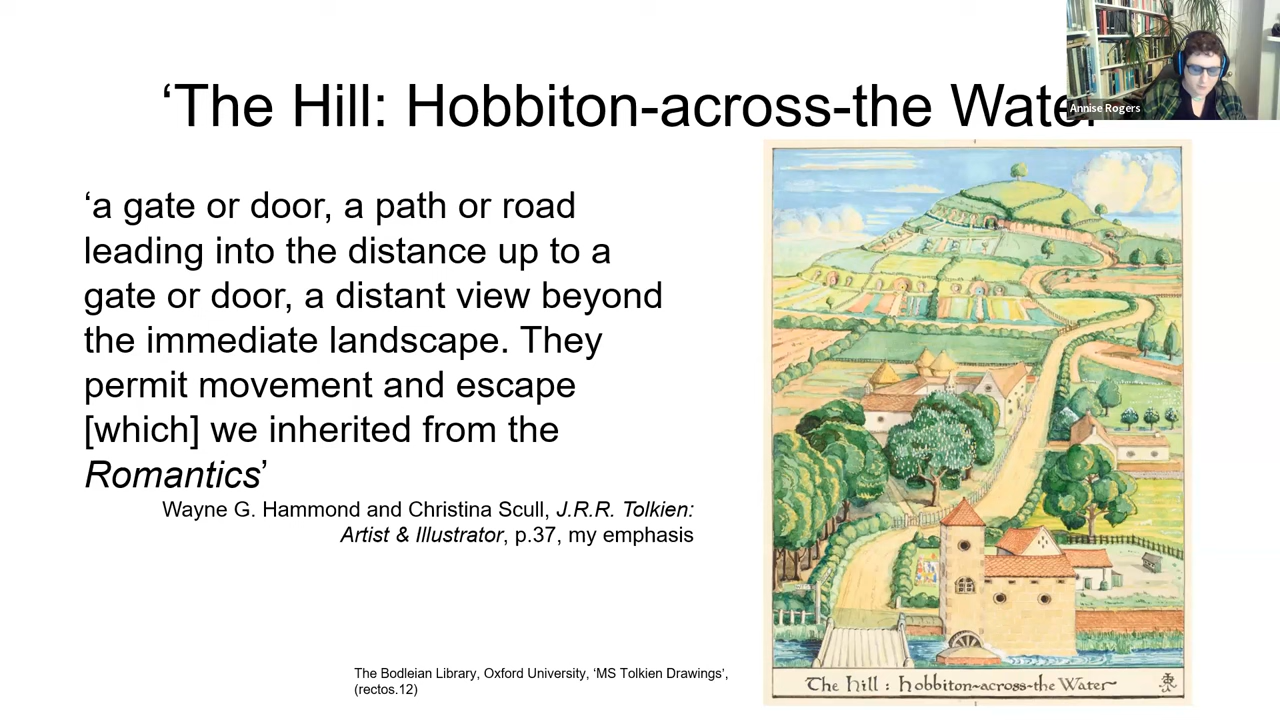 ‘The Hill: Hobbiton-across-the Water
Annise Rogers
‘a gate or door, a path or road
leading into the distance up to a
gate or door, a distant view beyond
the immediate landscape. They
permit movement and escape
[which] we inherited from the
Romantics’
Wayne G. Hammond and Christina Scull, J.R.R. Tolkien:
Artist & Illustrator, p.37, my emphasis
The Bodleian Library, Oxford University, ‘MS Tolkien Drawings’,
(rectos.12)
The Hill : Hobbiton-across-the Water